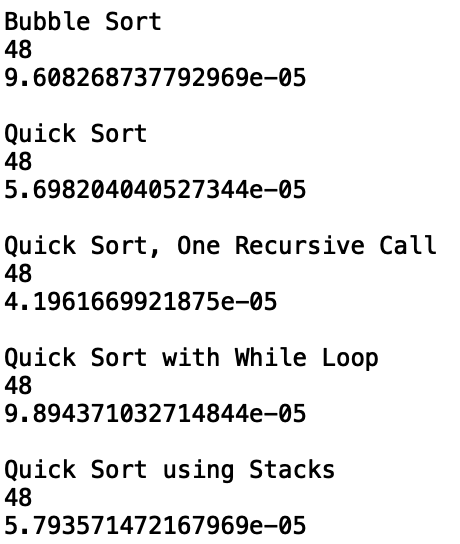 Bubble Sort
48
9.608268737792969e-05
Quick Sort
48
5.698204040527344e-05
Quick Sort, One Recursive Call
48
4.1961669921875e-05
Quick Sort with While Loop
48
9.894371032714844e-05
Quick Sort using Stacks
48
5.793571472167969e-05